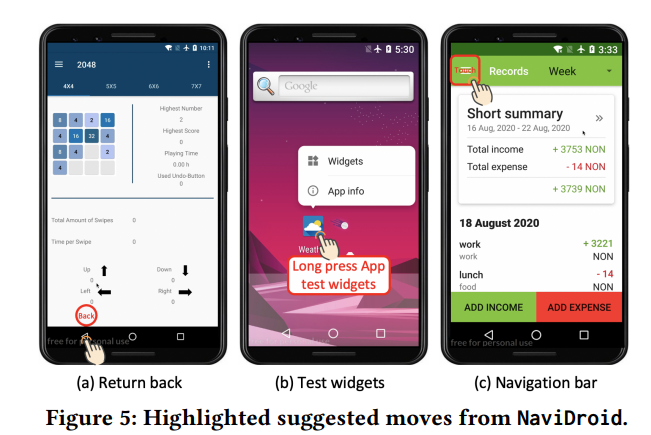 10:11
2048
4X4 5X5 6X6 7X7
Highest Number
2
Highest Score
0
Playing Time
0.00 h
Used Undo-Button
0
8 4 2 16
4 16 32 4
8 4 2
4
Total Amount of Swipes 0
Time per Swipe 0
Up Down
0 0
Left Right
0 0
Back
free for personal use
(a) Return back
5:30
Google
Widgets
App info
Weath
Long press App
test widgets
(b) Test widgets
3:33
Touch Records Week
Short summary
16 Aug, 2020 - 22 Aug, 2020
Total income + 3753 NON
Total expense - 14 NON
+ 3739 NON
18 August 2020
work + 3221
work NON
lunch - 14
food NON
ADD INCOME ADD EXPENSE
free for personal use
(c) Navigation bar
Figure 5: Highlighted suggested moves from NaviDroid.